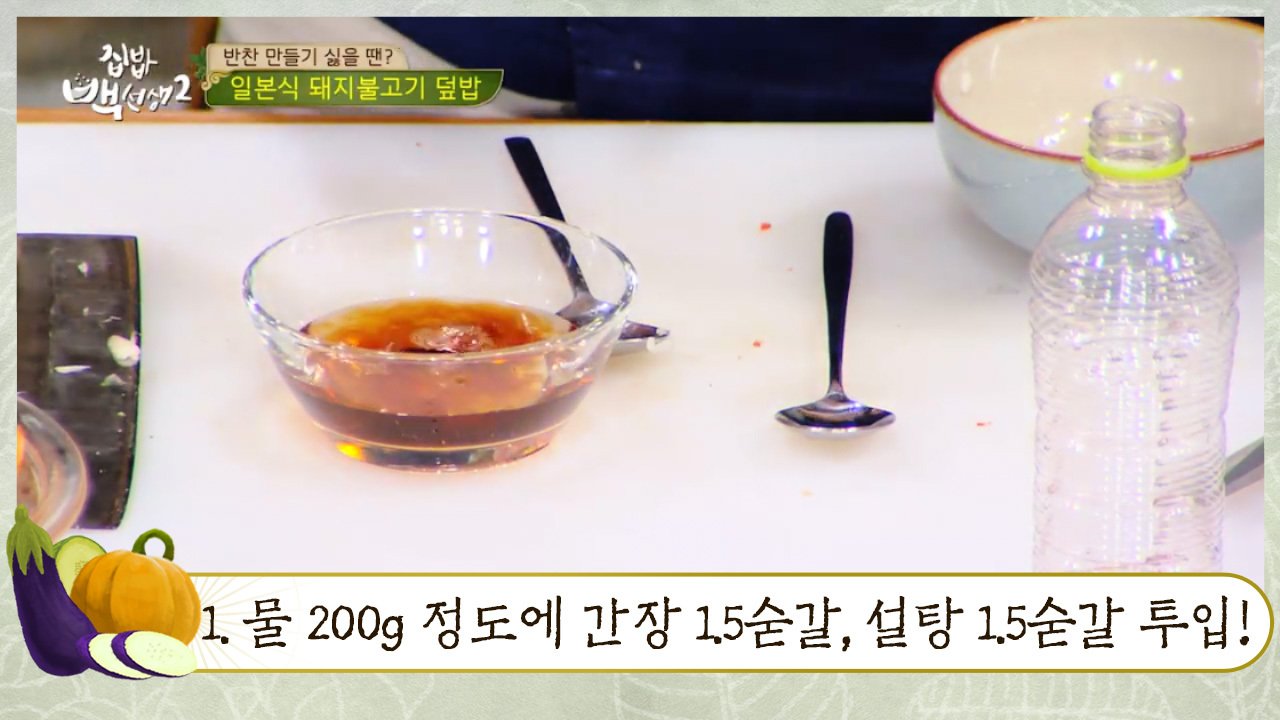 집밥
백선생2
반찬 만들기 싫을 땐?
일본식 돼지불고기 덮밥
1. 물 200g 정도에 간장 1.5숟갈, 설탕 1.5숟갈 투입!